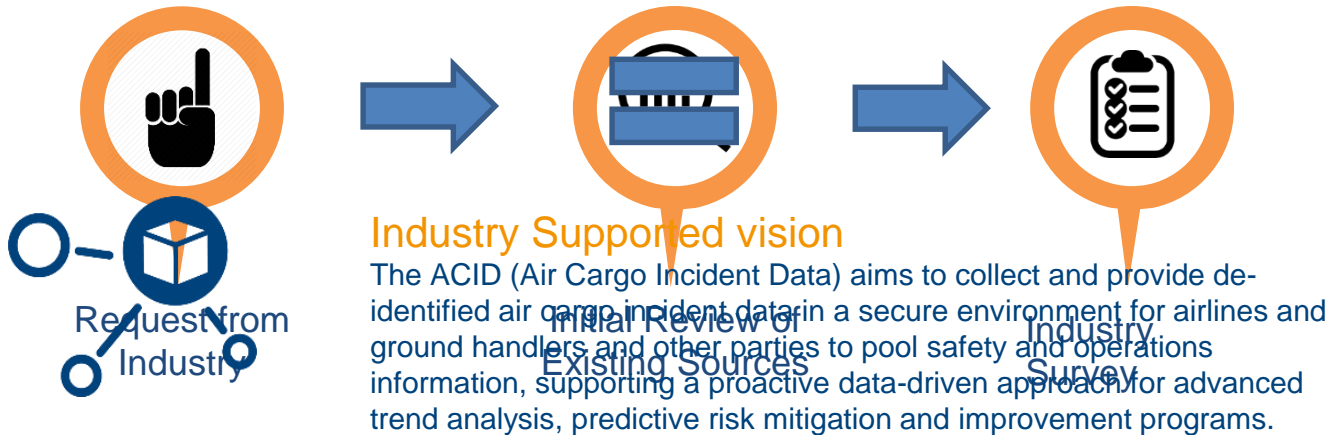 Industry Supported vision
The ACID (Air Cargo Incident Data) aims to collect and provide de-
identified air cargo incident data in a secure environment for airlines and
ground handlers and other parties to pool safety and operations
information, supporting a proactive data-driven approach for advanced
trend analysis, predictive risk mitigation and improvement programs.
Request from
Industry
Initial Review of
Existing Sources
Industry
Survey